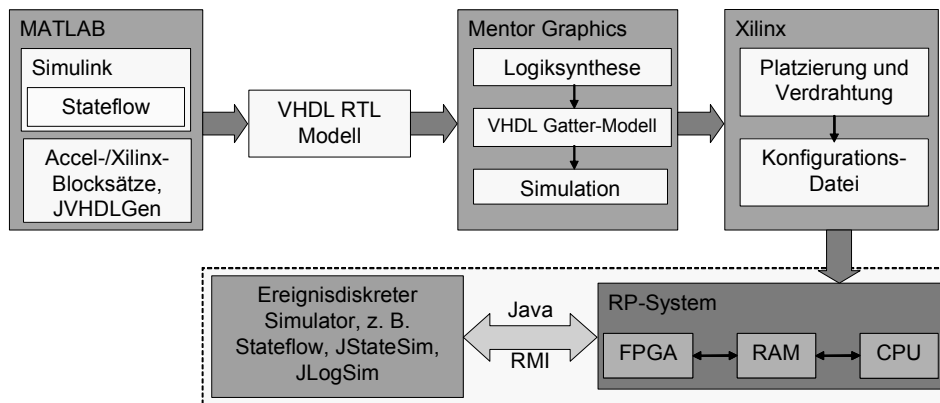 MATLAB
Simulink
Stateflow
Accel-/Xilinx-
Blocksätze,
JVHDLGen
VHDL RTL
Modell
Mentor Graphics
Logiksynthese
VHDL Gatter-Modell
Simulation
Xilinx
Platzierung und
Verdrahtung
Konfigurations-
Datei
Ereignisdiskreter
Simulator, z. B.
Stateflow, JStateSim,
JLogSim
Java
RMI
RP-System
FPGA
RAM
CPU